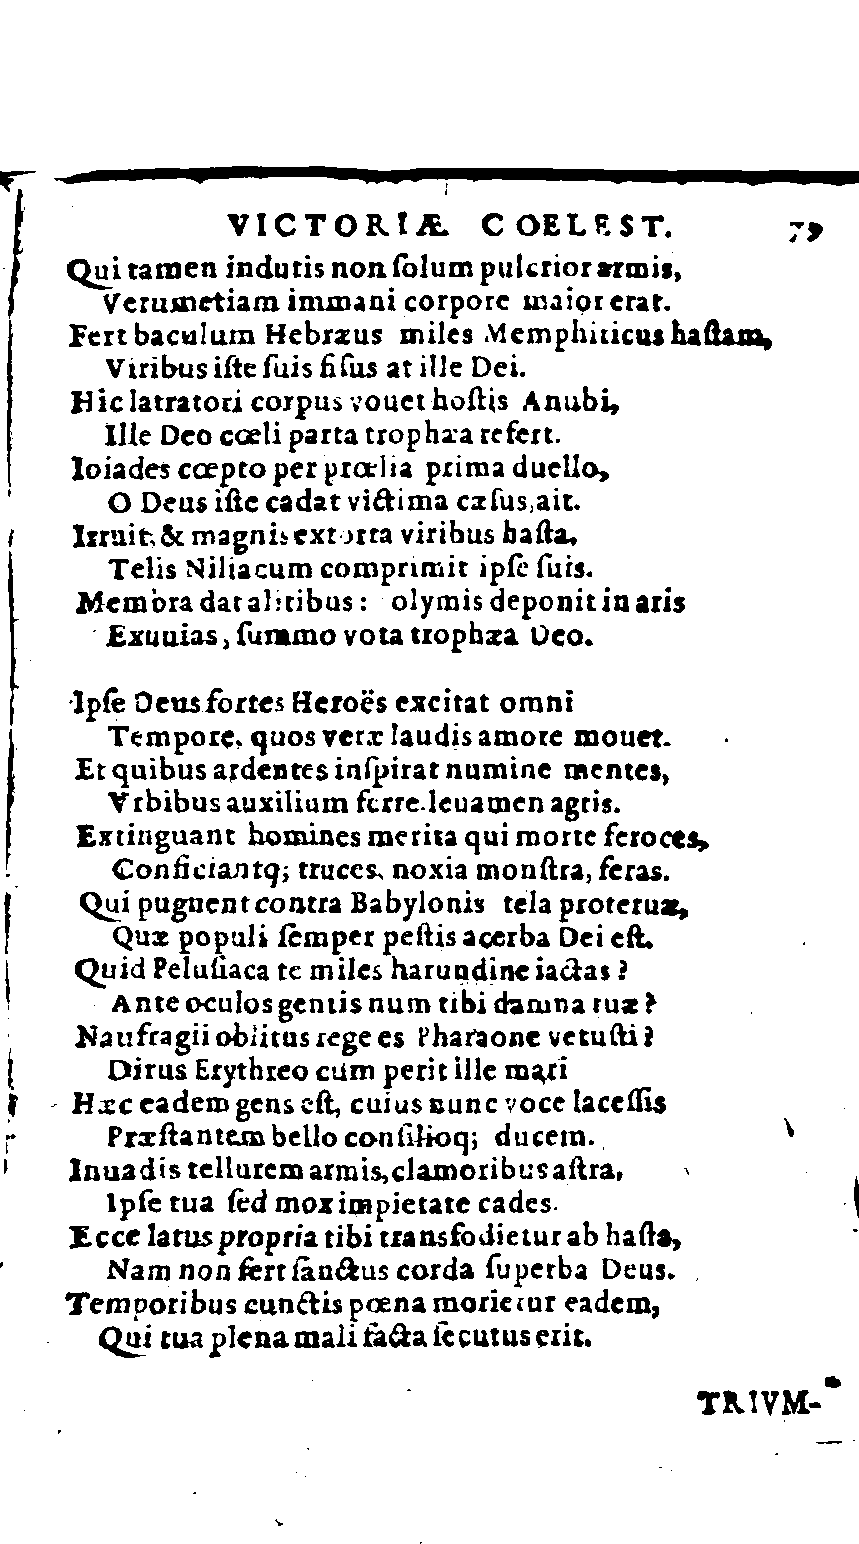 VICTORIÆ COELEST. 79
Qui tamen indutis non ſolum pulcrior armis,
Verumetiam immani corpore maior erat.
Fert baculum Hebræus miles Memphiticus haſtam,
Viribus iſte ſuis fiſus at ille Dei.
Hic latratori corpus vouet hoſtis Anubi,
Ille Deo cœli parta trophæa refert.
Ioiades cœpto per prœlia prima duello,
O Deus iſte cadat victima cæſus, ait.
Irruit, & magnis extorta viribus haſta,
Telis Niliacum comprimit ipſe ſuis.
Membra dat alitibus: olymis deponit in aris
Exuuias, ſummo vota trophæa Deo.
Ipſe Deus fortes Heroës excitat omni
Tempore, quos veræ laudis amore mouet.
Et quibus ardentes inſpirat numine mentes,
Vrbibus auxilium ferre. leuamen agris.
Extinguant homines merita qui morte feroces,
Conficiantq; truces, noxia monſtra, feras.
Qui pugnent contra Babylonis tela proteruæ,
Quæ populi ſemper peſtis acerba Dei eſt.
Quid Peluſiaca te miles harundine iactas?
Ante oculos gentis num tibi damna tuæ?
Naufragii oblitus rege es Pharaone vetuſti?
Dirus Erythreo cùm perit ille mari
Hæc eadem gens eſt, cuius nunc voce laceſſis
Præſtantem bello conſilioq; ducem.
Inuadis tellurem armis, clamoribus aſtra,
Ipſe tua ſed mox impietate cades.
Ecce latus propria tibi transfodietur ab haſta,
Nam non fert ſanctus corda ſuperba Deus.
Temporibus cunctis pœna morietur eadem,
Qui tua plena mali facta ſecutus erit.
TRIVM-